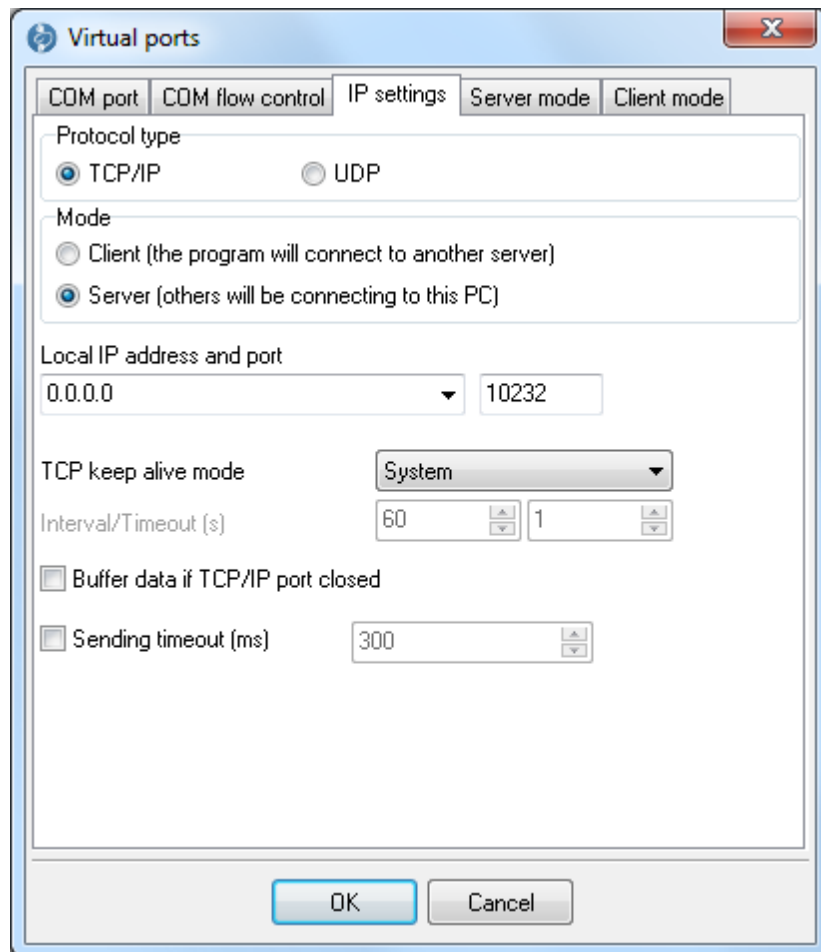 Virtual ports
COM port COM flow control IP settings Server mode Client mode
Protocol type
TCP/IP UDP
Mode
Client (the program will connect to another server)
Server (others will be connecting to this PC)
Local IP address and port
0.0.0.0 10232
TCP keep alive mode System
Interval/Timeout (s) 60 1
Buffer data if TCP/IP port closed
Sending timeout (ms) 300
OK Cancel